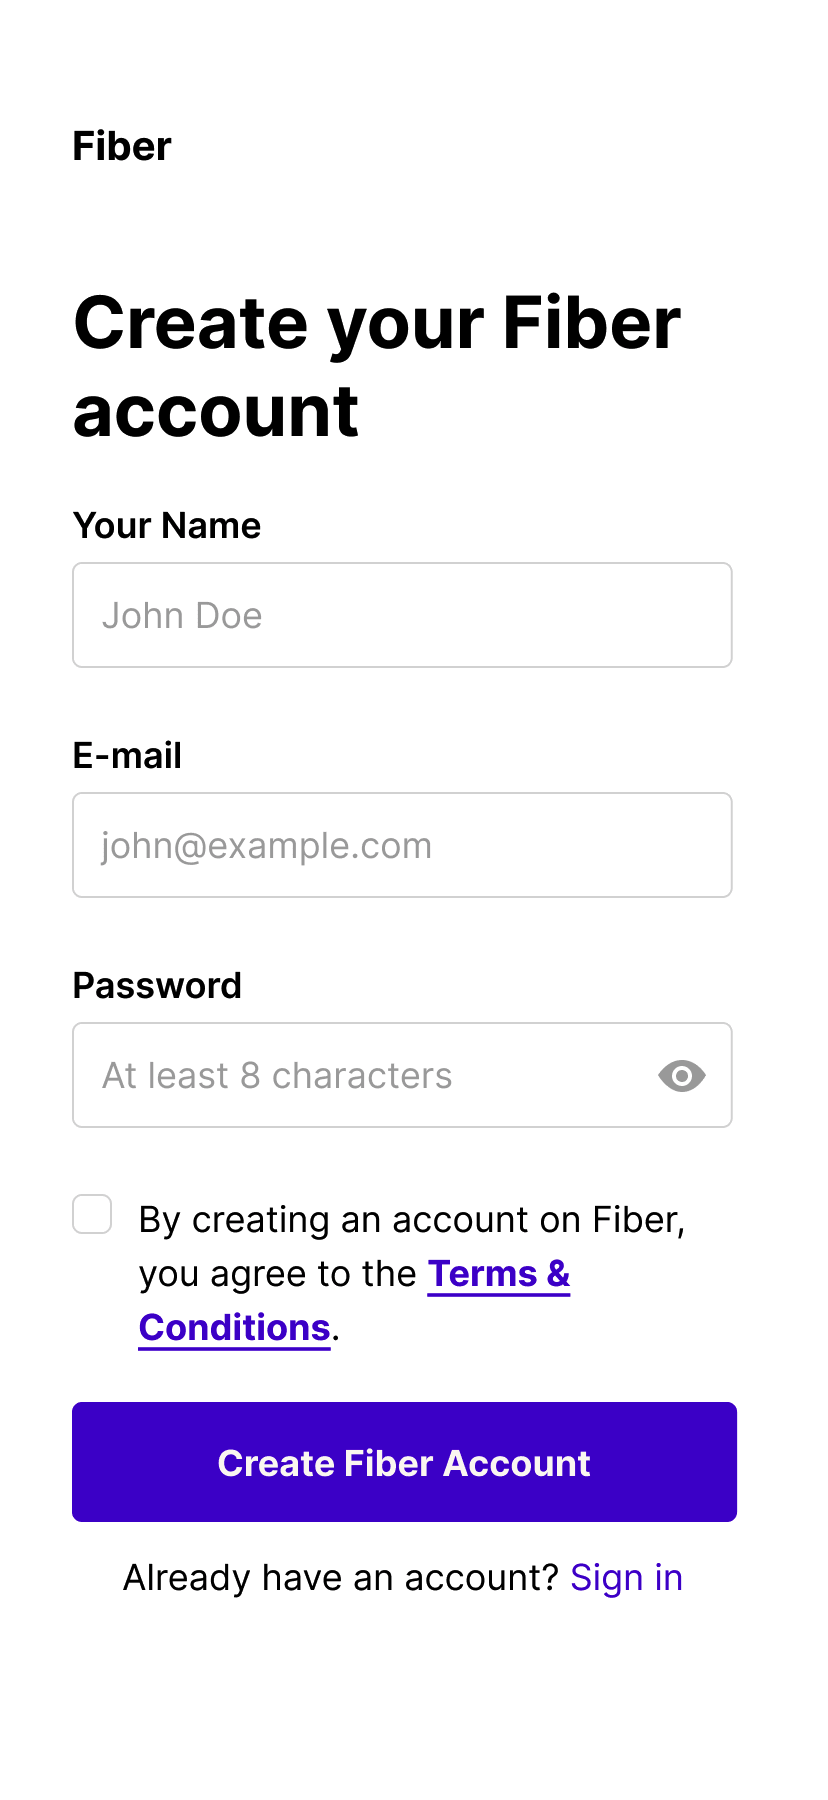 Fiber
Create your Fiber
account
Your Name
John Doe
E-mail
john@example.com
Password
At least 8 characters
By creating an account on Fiber,
you agree to the Terms &
Conditions.
Create Fiber Account
Already have an account? Sign in